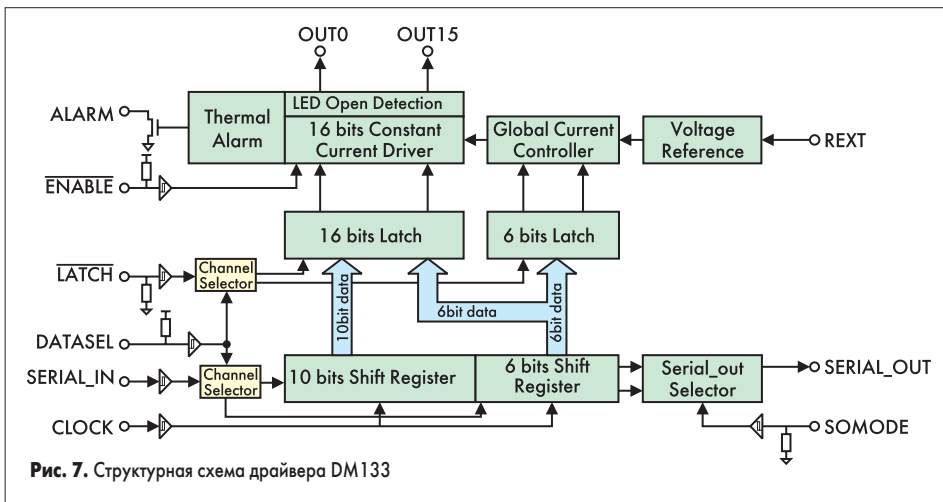 OUT0 OUT15
LED Open Detection
ALARM
Thermal
Alarm
16 bits Constant
Current Driver
Global Current
Controller
Voltage
Reference
REXT
ENABLE
16 bits Latch
6 bits Latch
LATCH
Channel
Selector
10bit data
6bit data
6bit data
DATASEL
SERIAL_IN
Channel
Selector
10 bits Shift Register
6 bits Shift
Register
Serial_out
Selector
SERIAL_OUT
CLOCK
SOMODE
Рис. 7. Структурная схема драйвера DM133